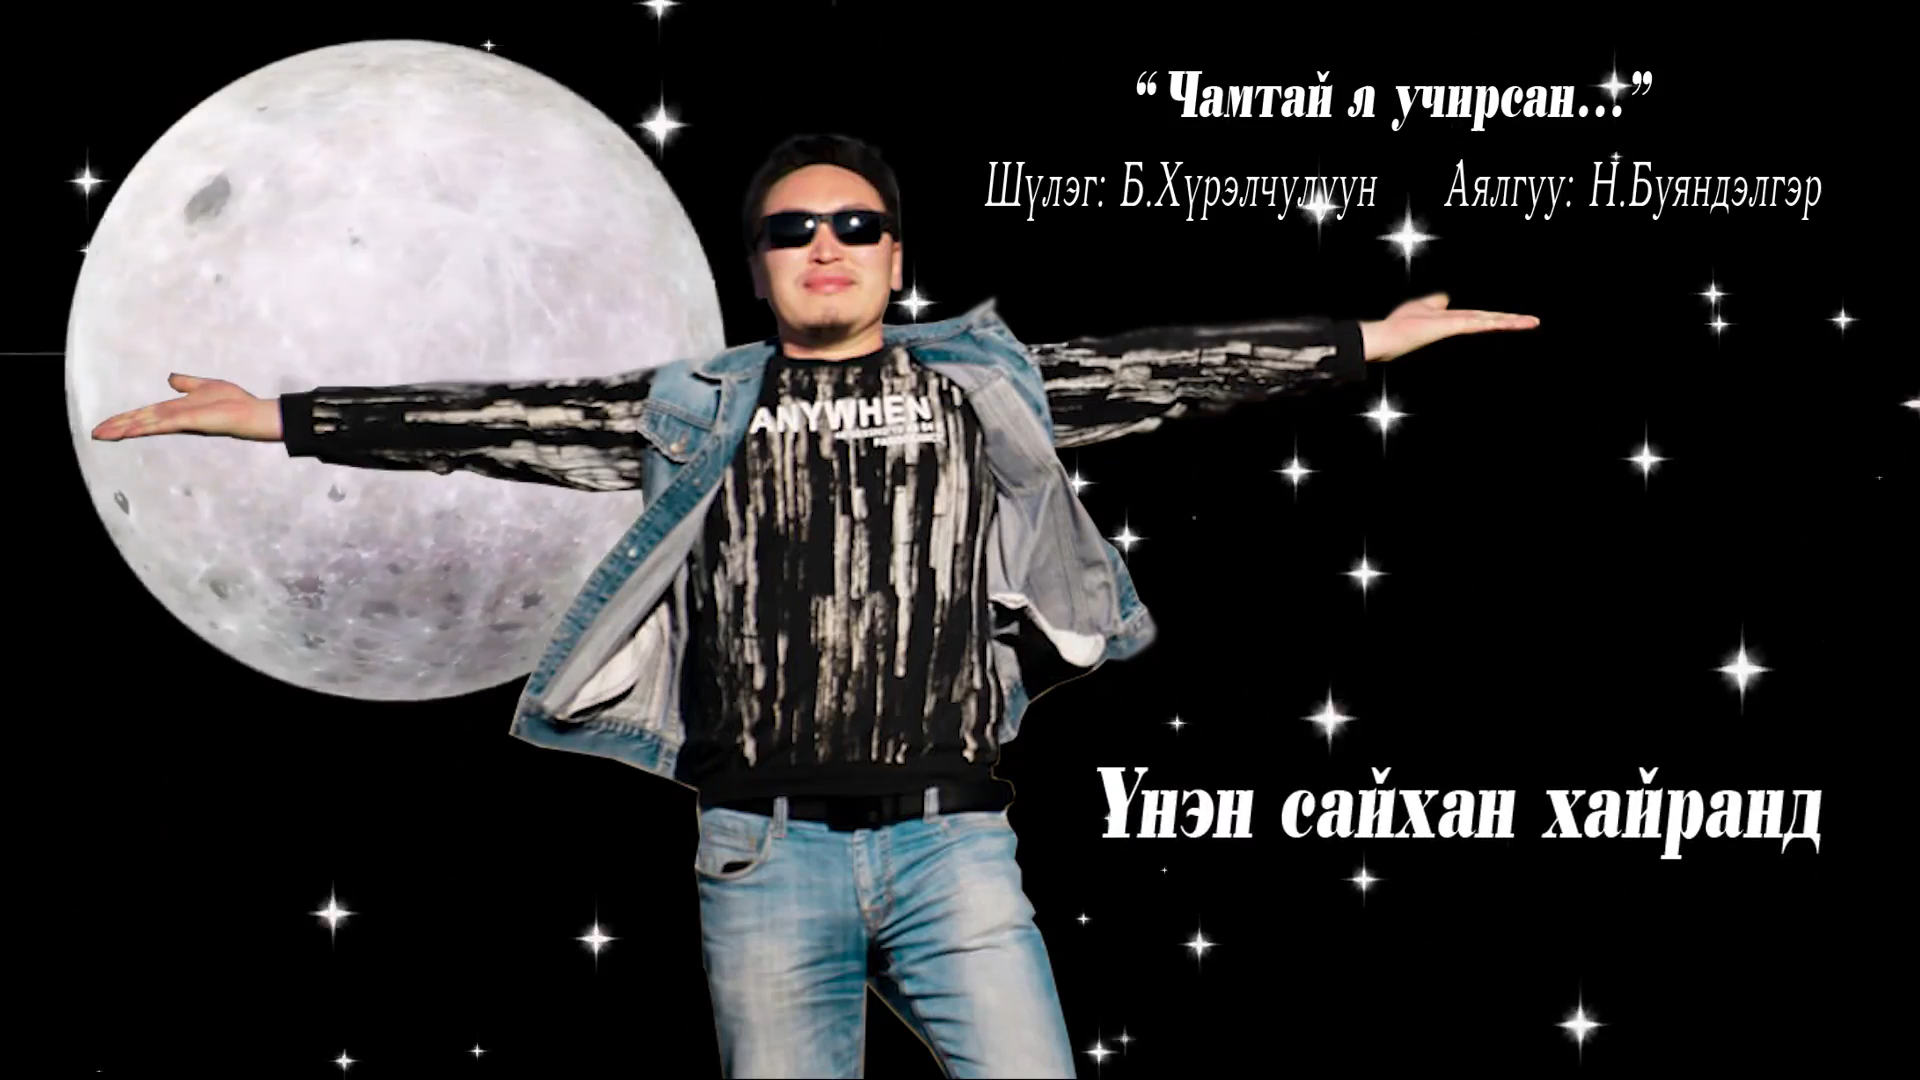 “Чамтай л учирсан...”
Шүлэг: Б.Хүрэлчулуун Аялгуу: Н.Буяндэлгэр
ANYWHEN
Үнэн сайхан хайранд